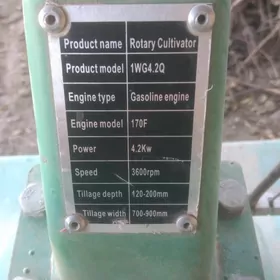 Product name Rotary Cultivator
Product model 1WG4.2Q
Engine type Gasoline engine
Engine model 170F
Power 4.2Kw
Speed 3600rpm
Tillage depth 120-200mm
Tillage width 700-900mm